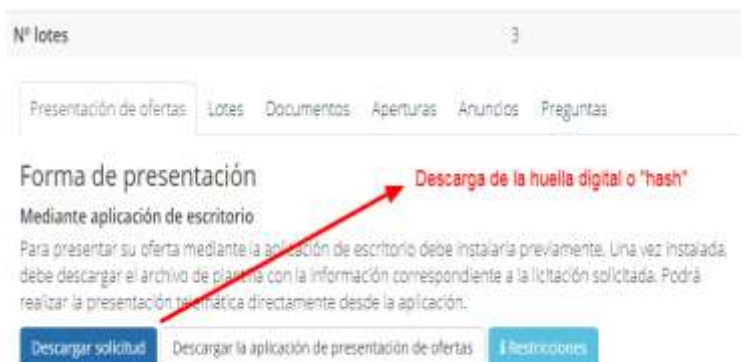 Nº lotes 3
Presentación de ofertas Lotes Documentos Aperturas Anuncios Preguntas
Forma de presentación
Descarga de la huella digital o "hash"
Mediante aplicación de escritorio
Para presentar su oferta mediante la aplicación de escritorio debe instalarla previamente. Una vez instalada,
debe descargar el archivo de plantilla con la información correspondiente a la licitación solicitada. Podrá
realizar la presentación telemática directamente desde la aplicación.
Descargar solicitud Descargar la aplicación de presentación de ofertas Restricciones